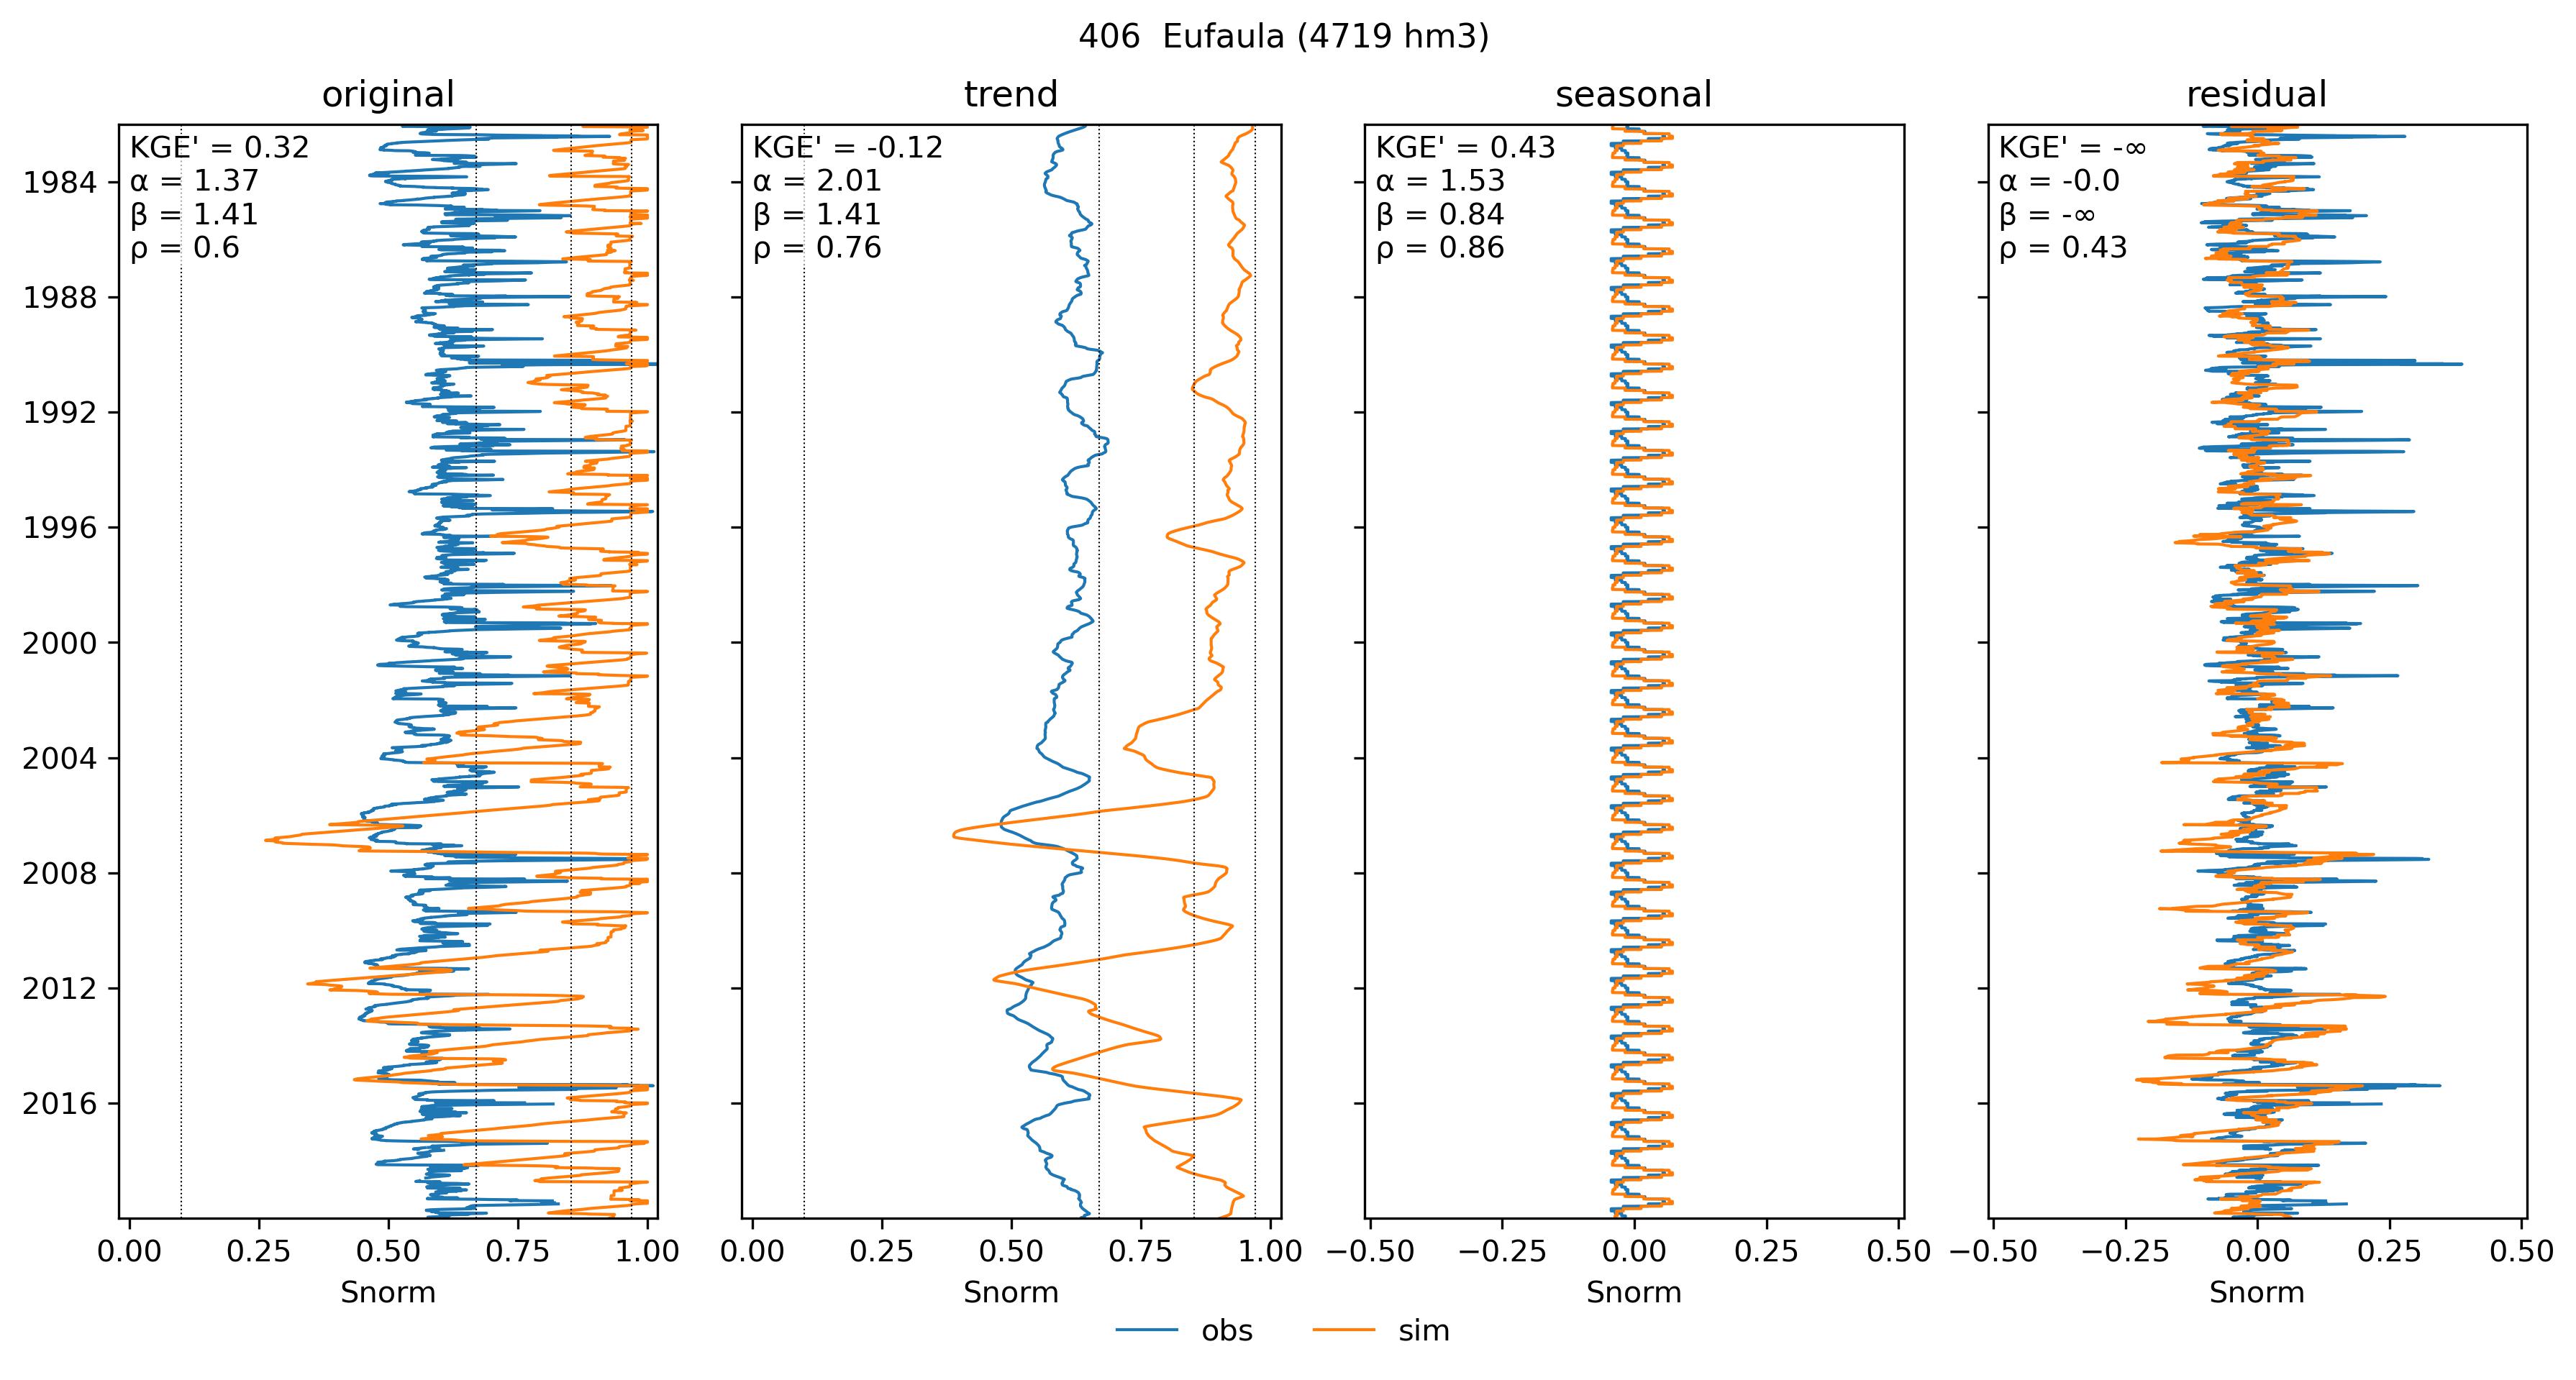 406  Eufaula (4719 hm3)
original
trend
seasonal
residual
KGE' = 0.32
α = 1.37
β = 1.41
ρ = 0.6
KGE' = -0.12
α = 2.01
β = 1.41
ρ = 0.76
KGE' = 0.43
α = 1.53
β = 0.84
ρ = 0.86
KGE' = -∞
α = -0.0
β = -∞
ρ = 0.43
1984
1988
1992
1996
2000
2004
2008
2012
2016
0.00 0.25 0.50 0.75 1.00
0.00 0.25 0.50 0.75 1.00
−0.50 −0.25 0.00 0.25 0.50
−0.50 −0.25 0.00 0.25 0.50
Snorm
Snorm
Snorm
Snorm
obs
sim